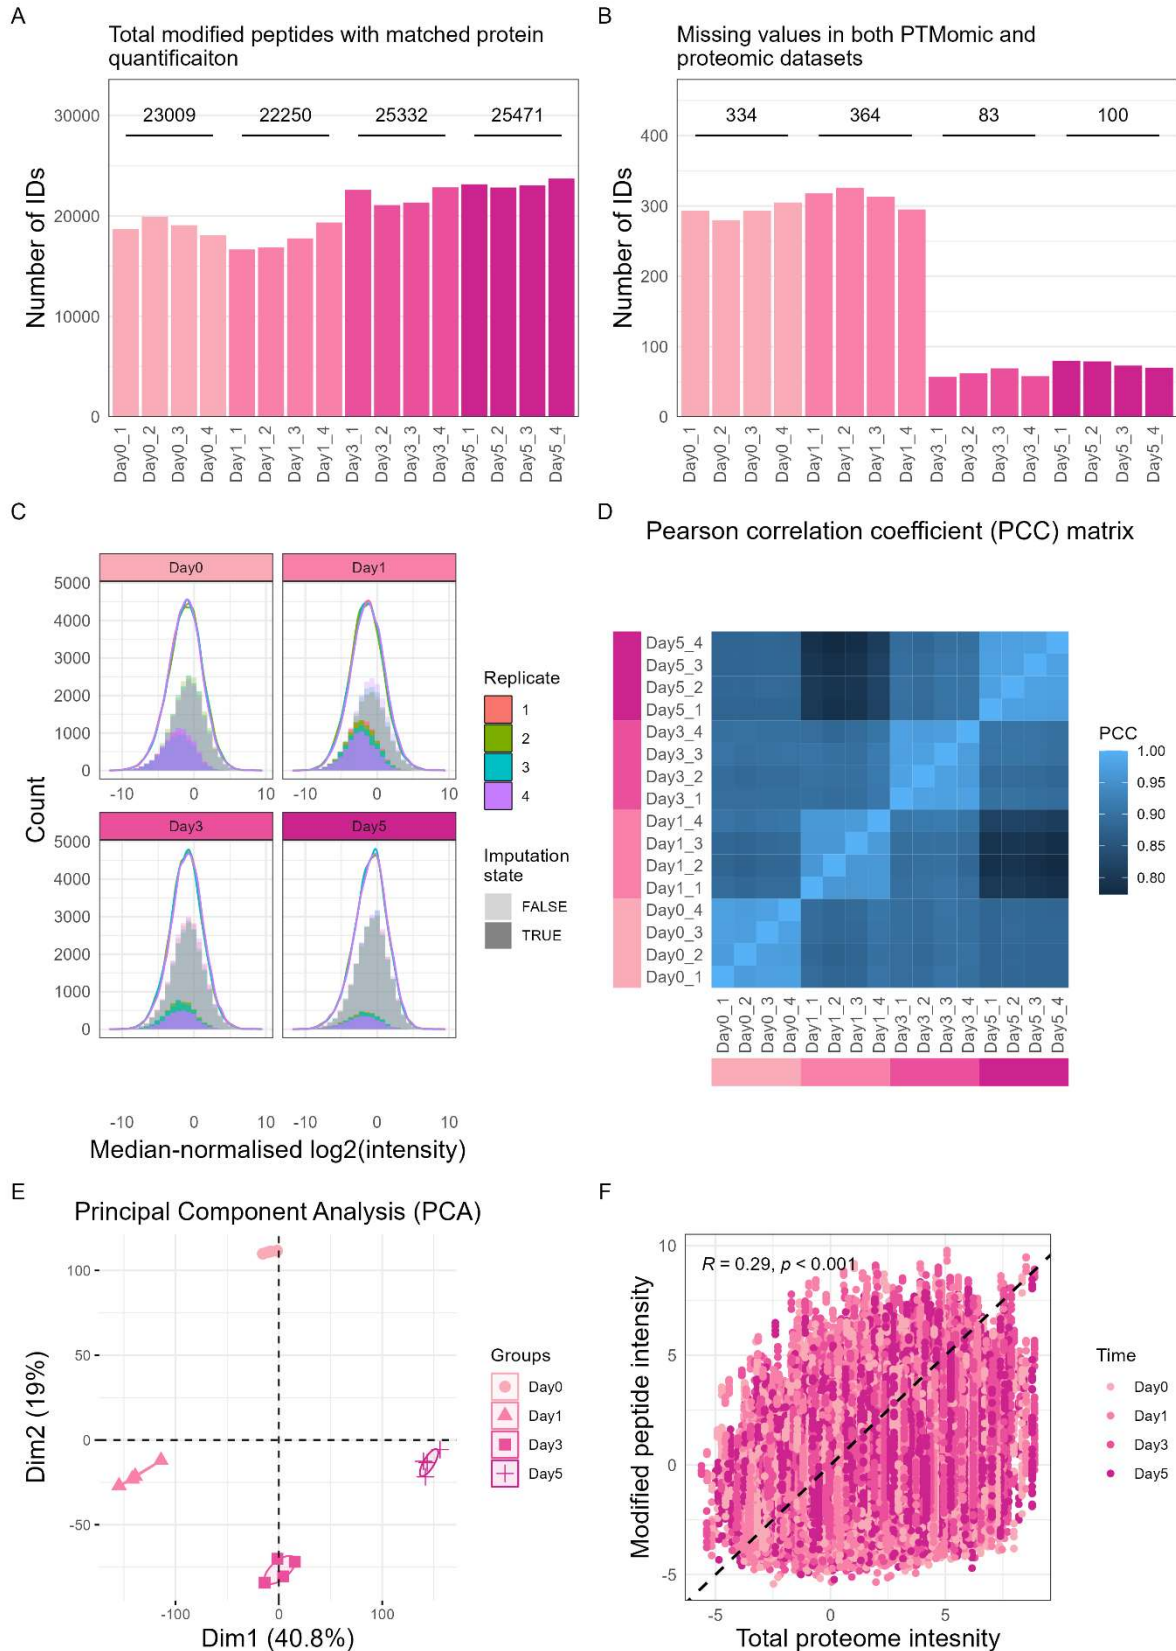 A
Total modified peptides with matched protein
quantificaiton
23009 22250 25332 25471
30000
20000
10000
0
Number of IDs
Day0_1 Day0_2 Day0_3 Day0_4 Day1_1 Day1_2 Day1_3 Day1_4 Day3_1 Day3_2 Day3_3 Day3_4 Day5_1 Day5_2 Day5_3 Day5_4
B
Missing values in both PTMomic and
proteomic datasets
334 364 83 100
400
300
200
100
0
Number of IDs
Day0_1 Day0_2 Day0_3 Day0_4 Day1_1 Day1_2 Day1_3 Day1_4 Day3_1 Day3_2 Day3_3 Day3_4 Day5_1 Day5_2 Day5_3 Day5_4
C
Day0 Day1
5000
4000
3000
2000
1000
0
-10 0 10 -10 0 10
Day3 Day5
5000
4000
3000
2000
1000
0
Count
-10 0 10 -10 0 10
Median-normalised log2(intensity)
Replicate
1
2
3
4
Imputation
state
FALSE
TRUE
D
Pearson correlation coefficient (PCC) matrix
Day5_4
Day5_3
Day5_2
Day5_1
Day3_4
Day3_3
Day3_2
Day3_1
Day1_4
Day1_3
Day1_2
Day1_1
Day0_4
Day0_3
Day0_2
Day0_1
Day0_1 Day0_2 Day0_3 Day0_4 Day1_1 Day1_2 Day1_3 Day1_4 Day3_1 Day3_2 Day3_3 Day3_4 Day5_1 Day5_2 Day5_3 Day5_4
PCC
1.00
0.95
0.90
0.85
0.80
E
Principal Component Analysis (PCA)
100
50
0
-50
Dim2 (19%)
-100 0 100
Dim1 (40.8%)
Groups
Day0
Day1
Day3
Day5
F
R = 0.29, p < 0.001
10
5
0
-5
Modified peptide intensity
-5 0 5
Total proteome intesnity
Time
Day0
Day1
Day3
Day5